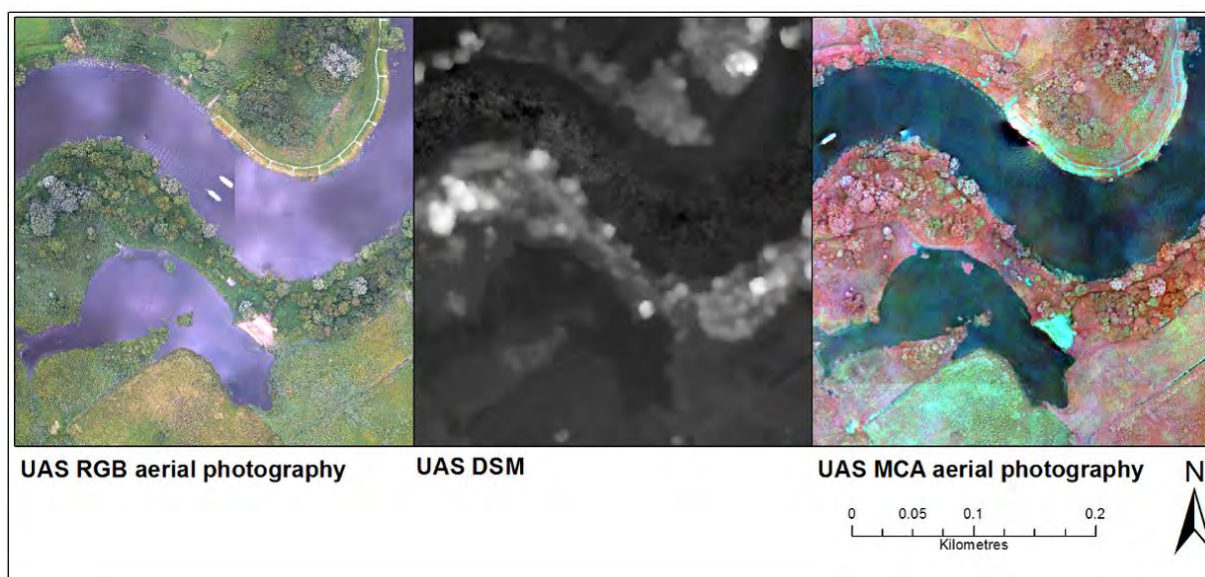 UAS RGB aerial photography
UAS DSM
UAS MCA aerial photography
N
0 0.05 0.1 0.2
Kilometres